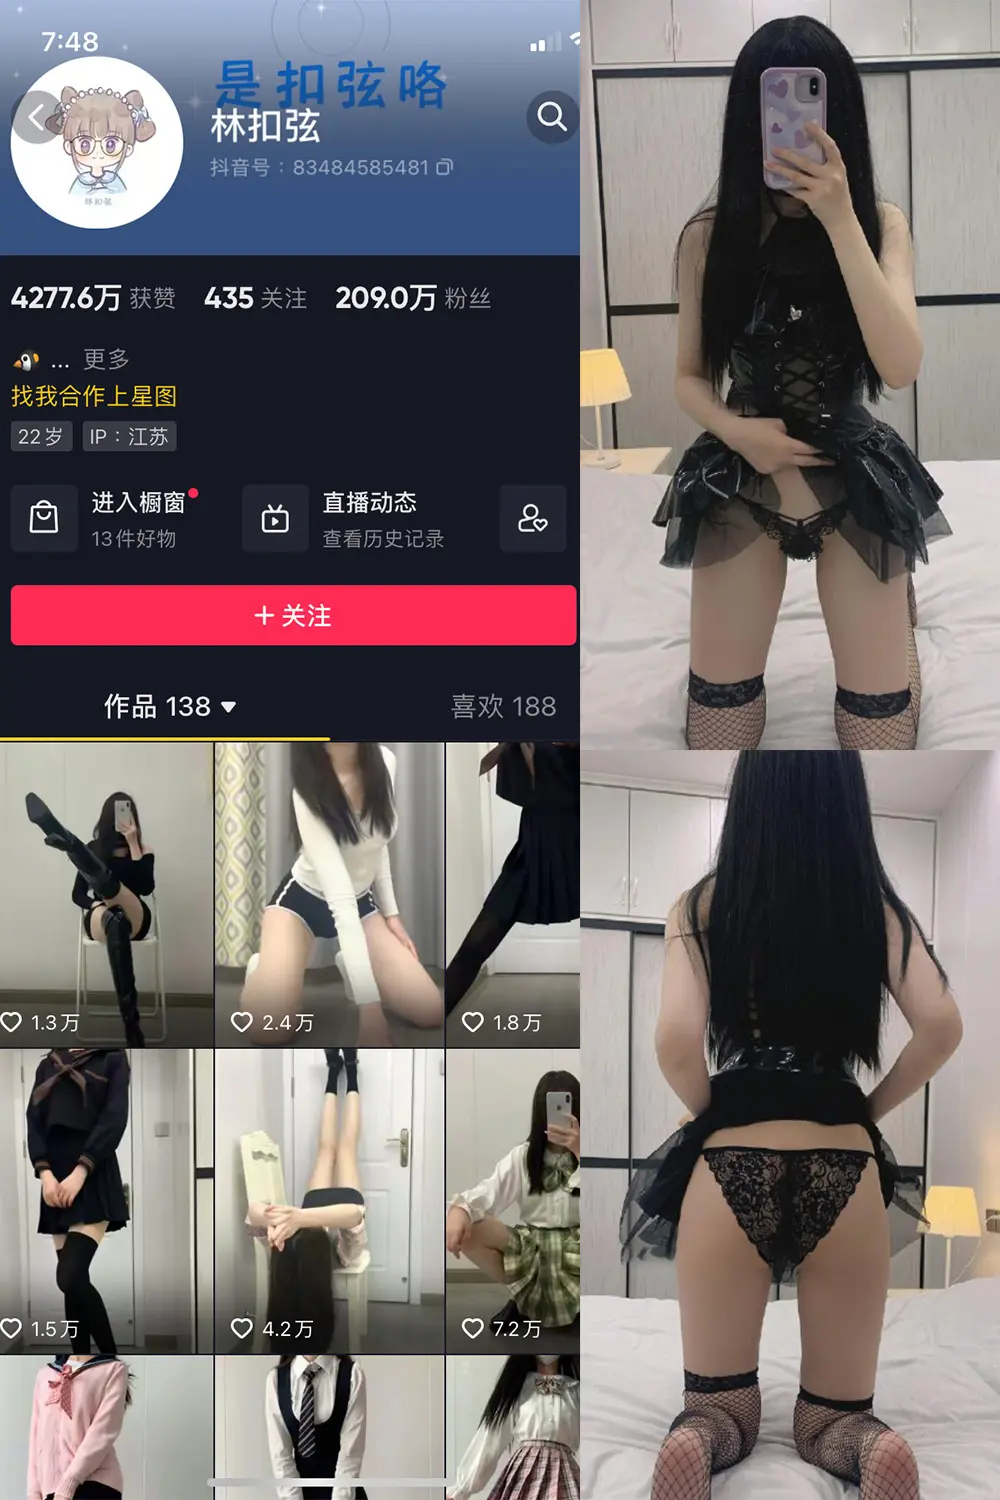 7:48
是扣弦咯
林扣弦
抖音号：83484585481
林扣弦
4277.6万 获赞 435 关注 209.0万 粉丝
... 更多
找我合作上星图
22岁 IP：江苏
进入橱窗 直播动态
13件好物 查看历史记录
+ 关注
作品 138 喜欢 188
1.3万 2.4万 1.8万
1.5万 4.2万 7.2万